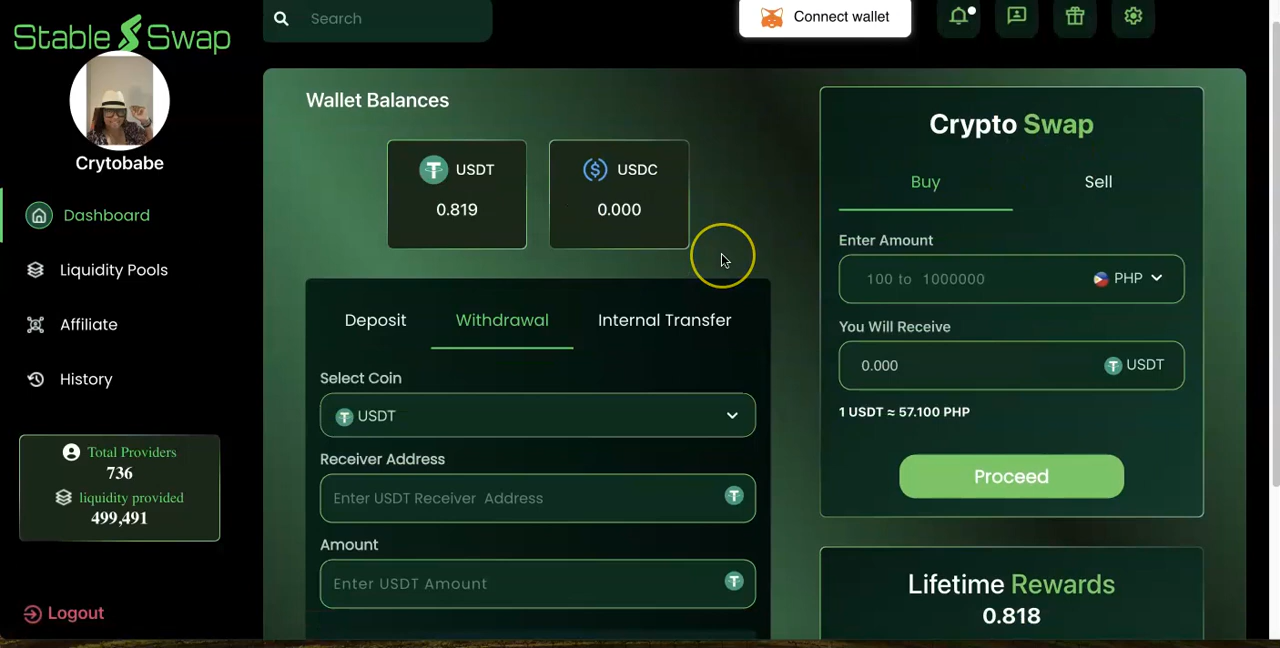 Stable Swap
Search
Connect wallet
Crytobabe
Dashboard
Liquidity Pools
Affiliate
History
Total Providers
736
liquidity provided
499,491
Logout
Wallet Balances
USDT
0.819
USDC
0.000
Deposit
Withdrawal
Internal Transfer
Select Coin
USDT
Receiver Address
Enter USDT Receiver Address
Amount
Enter USDT Amount
Crypto Swap
Buy
Sell
Enter Amount
100 to 1000000
PHP
You Will Receive
0.000
USDT
1 USDT ≈ 57.100 PHP
Proceed
Lifetime Rewards
0.818